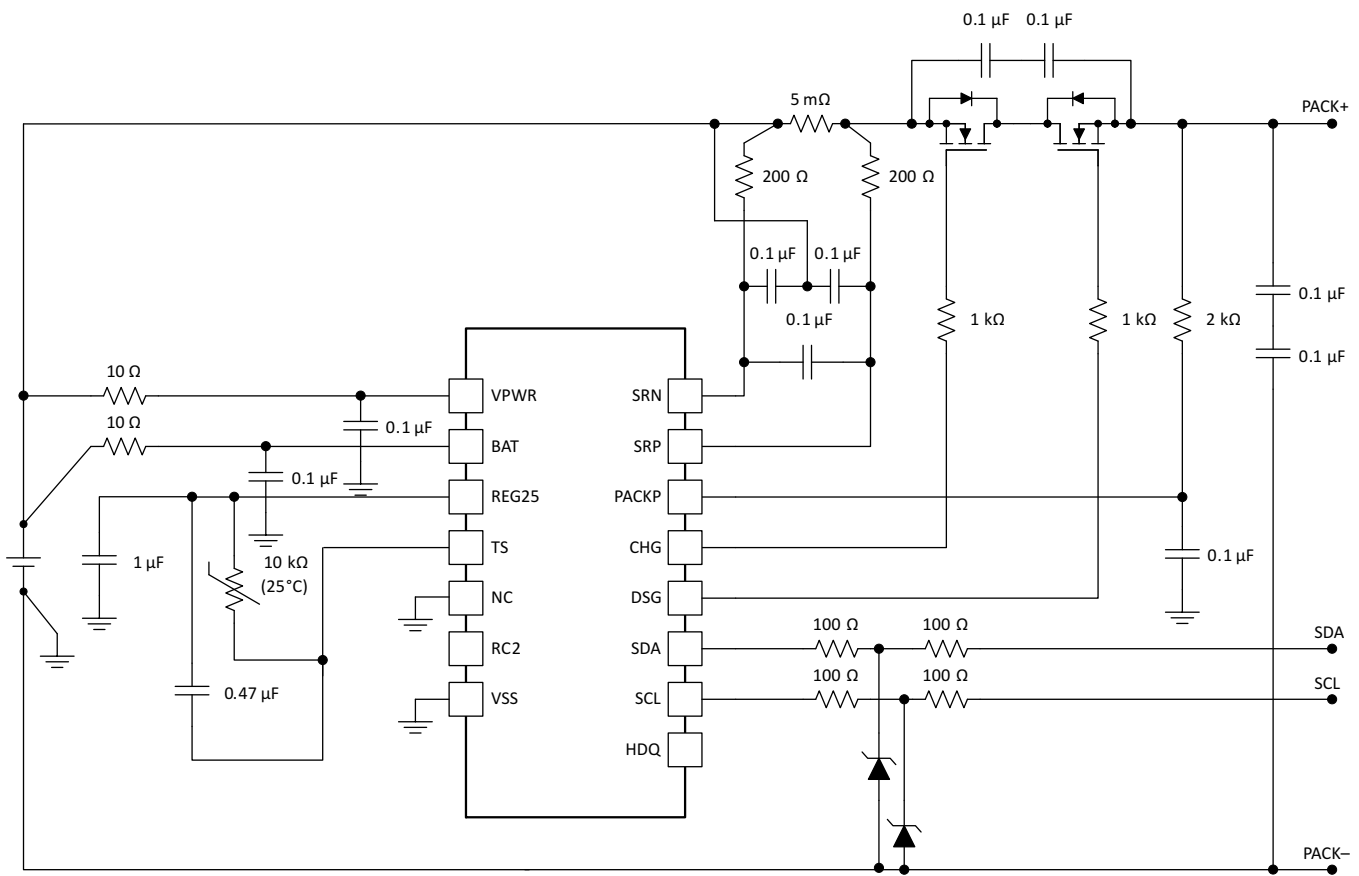 0.1 µF 0.1 µF
5 mΩ
PACK+
200 Ω
200 Ω
0.1 µF
0.1 µF
0.1 µF
0.1 µF
1 kΩ
1 kΩ
2 kΩ
0.1 µF
10 Ω
VPWR
SRN
0.1 µF
10 Ω
BAT
SRP
0.1 µF
REG25
PACKP
1 µF
10 kΩ
(25°C)
TS
CHG
0.1 µF
NC
DSG
RC2
SDA
100 Ω
100 Ω
SDA
0.47 µF
VSS
SCL
100 Ω
100 Ω
SCL
HDQ
PACK–